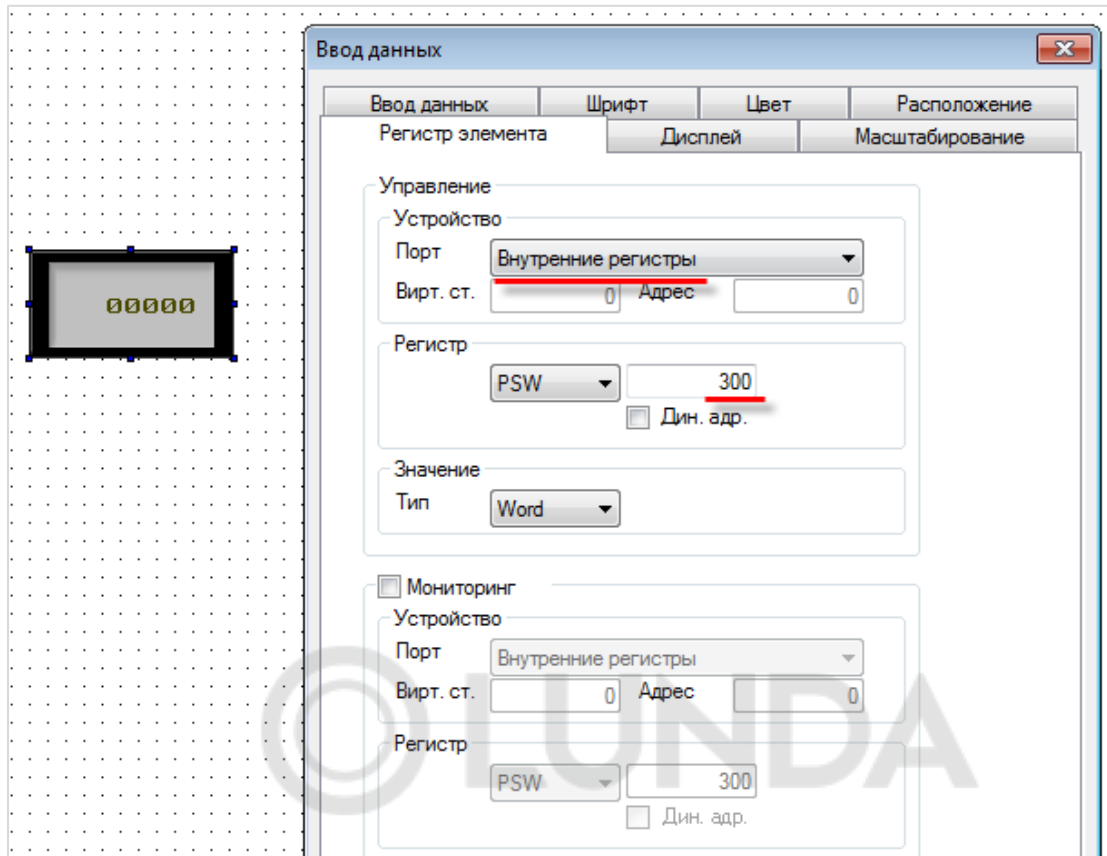 Ввод данных
Ввод данных Шрифт Цвет Расположение
Регистр элемента Дисплей Масштабирование
Управление
Устройство
Порт Внутренние регистры
Вирт. ст. 0 Адрес 0
00000
Регистр
PSW 300
Дин. адр.
Значение
Тип Word
Мониторинг
Устройство
Порт Внутренние регистры
Вирт. ст. 0 Адрес 0
LUNDA
Регистр
PSW 300
Дин. адр.